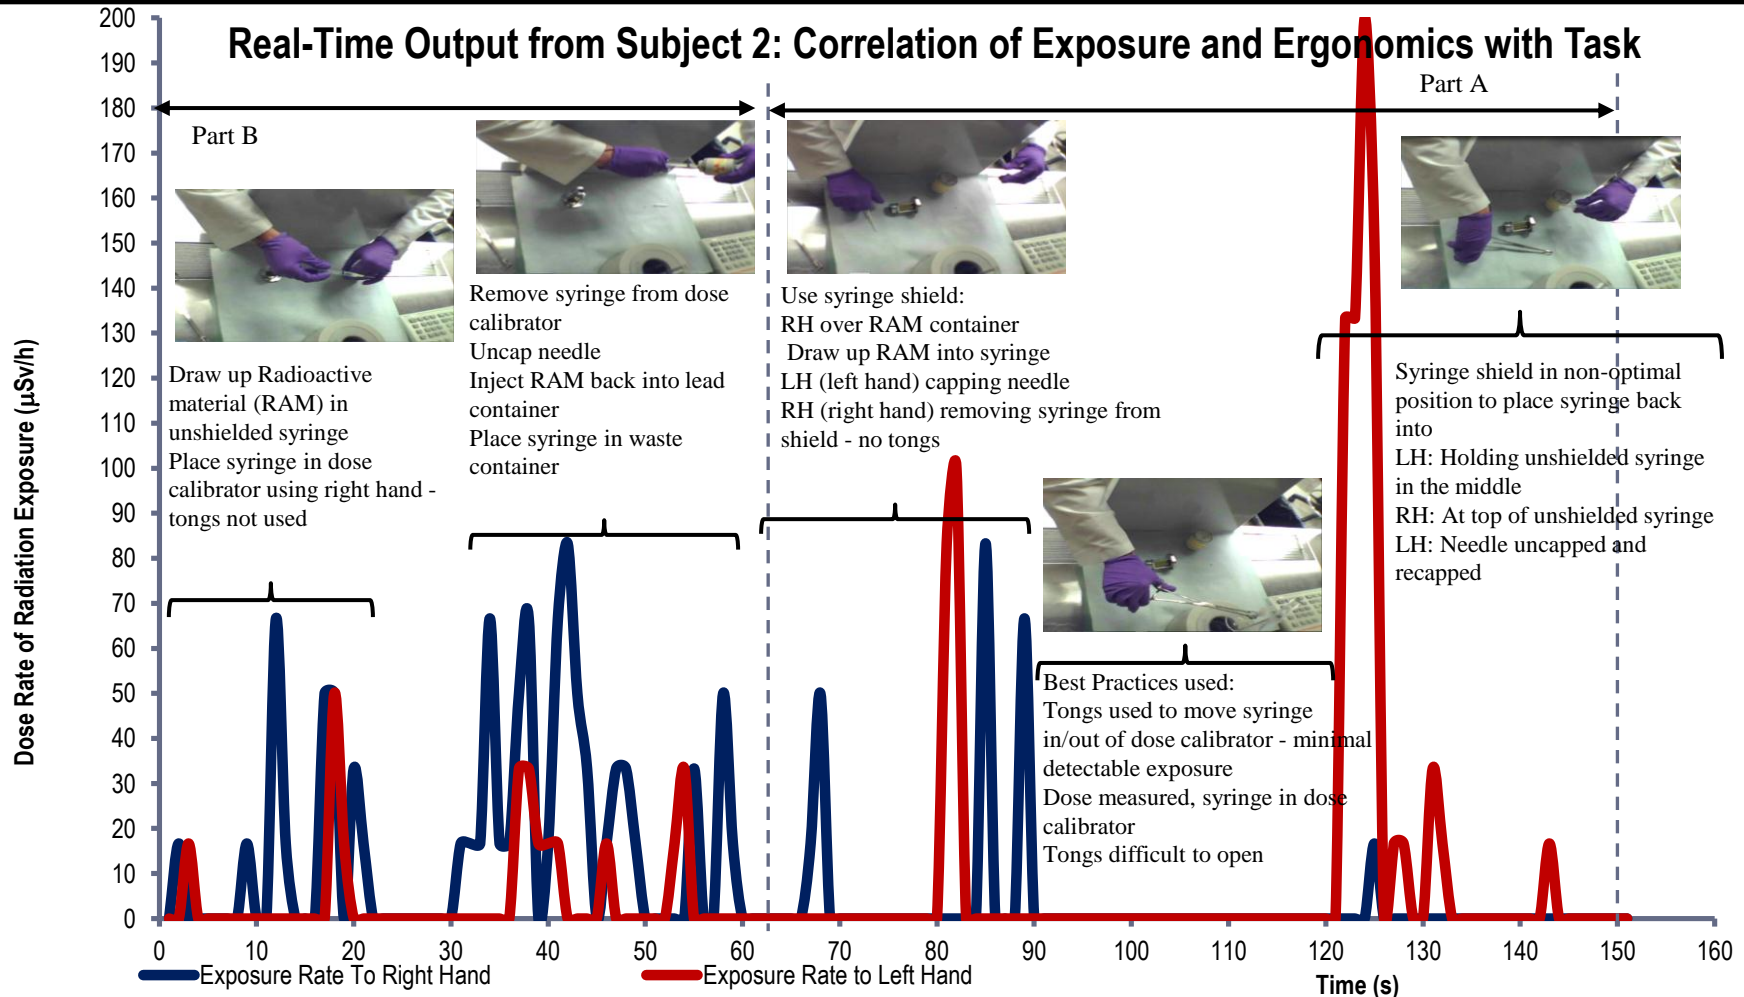 Real-Time Output from Subject 2: Correlation of Exposure and Ergonomics with Task
Dose Rate of Radiation Exposure (µSv/h)
200
190
180
170
160
150
140
130
120
110
100
90
80
70
60
50
40
30
20
10
0
Part B
Part A
Draw up Radioactive
material (RAM) in
unshielded syringe
Place syringe in dose
calibrator using right hand -
tongs not used
Remove syringe from dose
calibrator
Uncap needle
Inject RAM back into lead
container
Place syringe in waste
container
Use syringe shield:
RH over RAM container
Draw up RAM into syringe
LH (left hand) capping needle
RH (right hand) removing syringe from
shield - no tongs
Best Practices used:
Tongs used to move syringe
in/out of dose calibrator - minimal
detectable exposure
Dose measured, syringe in dose
calibrator
Tongs difficult to open
Syringe shield in non-optimal
position to place syringe back
into
LH: Holding unshielded syringe
in the middle
RH: At top of unshielded syringe
LH: Needle uncapped and
recapped
0 10 20 30 40 50 60 70 80 90 100 110 120 130 140 150 160
Exposure Rate To Right Hand
Exposure Rate to Left Hand
Time (s)